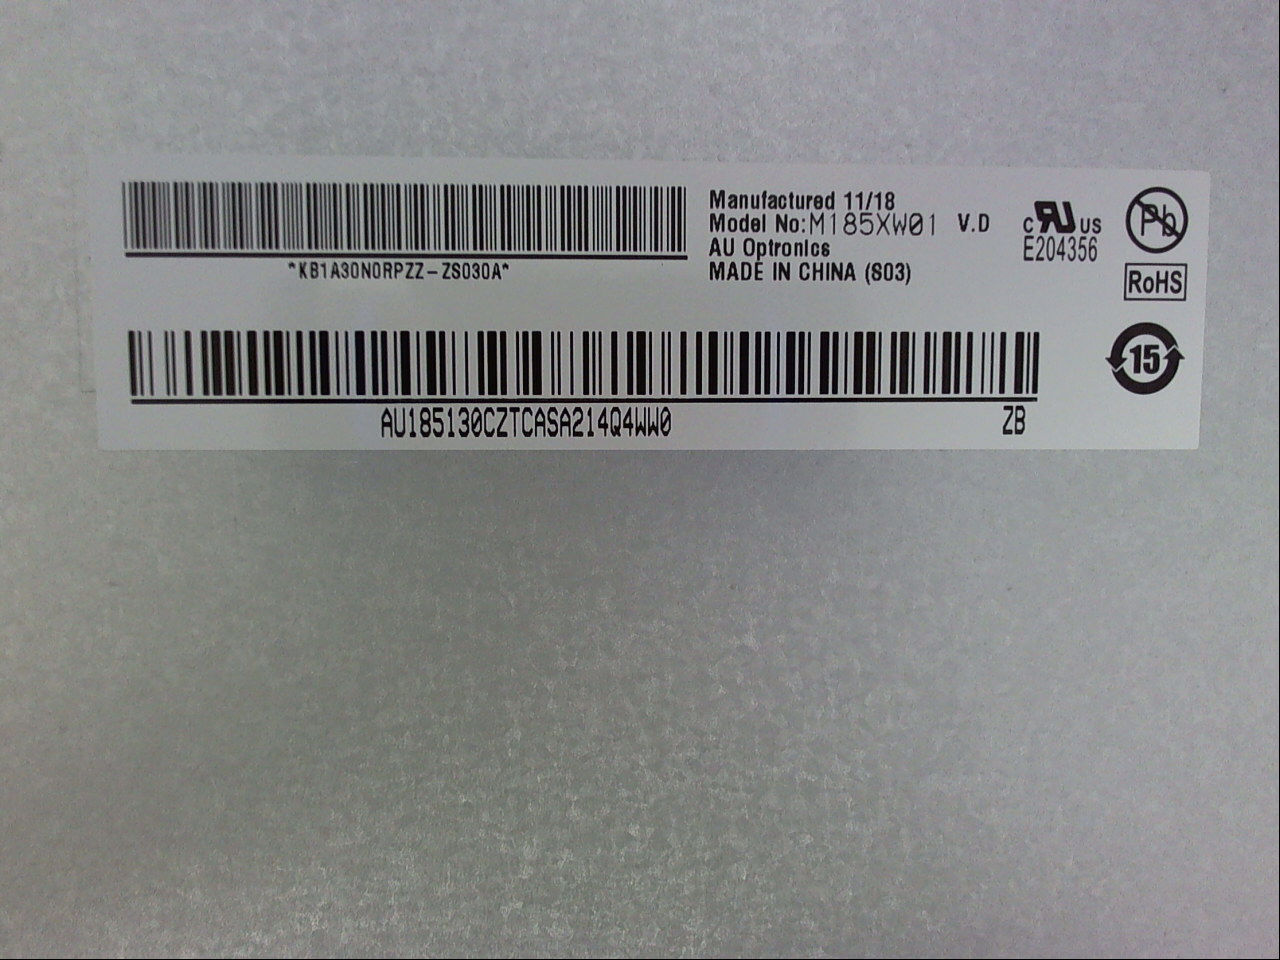 Manufactured 11/18
Model No:M185XW01 V.D
AU Optronics
MADE IN CHINA (S03)
c RU US
E204356
Pb
RoHS
*KB1A30N0RPZZ-ZS030A*
15
AU185130CZTCASA214Q4WW0 ZB